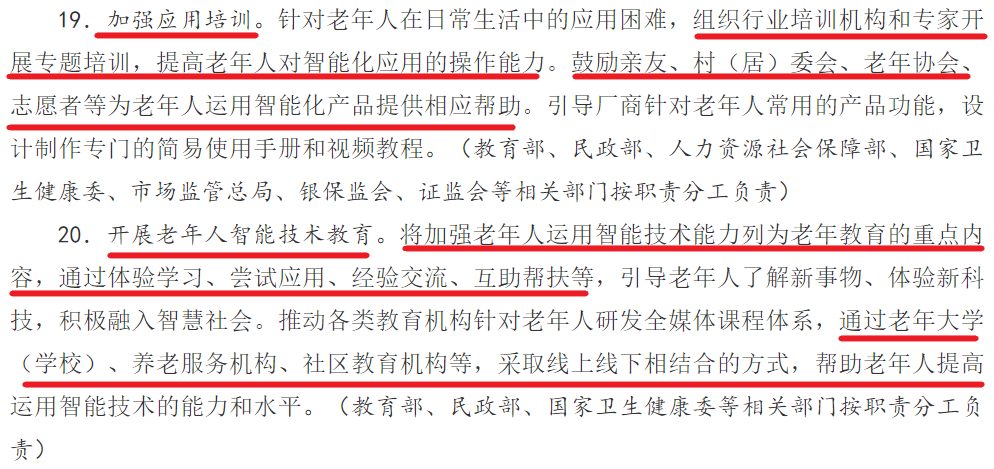 19．加强应用培训。针对老年人在日常生活中的应用困难，组织行业培训机构和专家开
展专题培训，提高老年人对智能化应用的操作能力。鼓励亲友、村（居）委会、老年协会、
志愿者等为老年人运用智能化产品提供相应帮助。引导厂商针对老年人常用的产品功能，设
计制作专门的简易使用手册和视频教程。（教育部、民政部、人力资源社会保障部、国家卫
生健康委、市场监管总局、银保监会、证监会等相关部门按职责分工负责）
20．开展老年人智能技术教育。将加强老年人运用智能技术能力列为老年教育的重点内
容，通过体验学习、尝试应用、经验交流、互助帮扶等，引导老年人了解新事物、体验新科
技，积极融入智慧社会。推动各类教育机构针对老年人研发全媒体课程体系，通过老年大学
（学校）、养老服务机构、社区教育机构等，采取线上线下相结合的方式，帮助老年人提高
运用智能技术的能力和水平。（教育部、民政部、国家卫生健康委等相关部门按职责分工负
责）